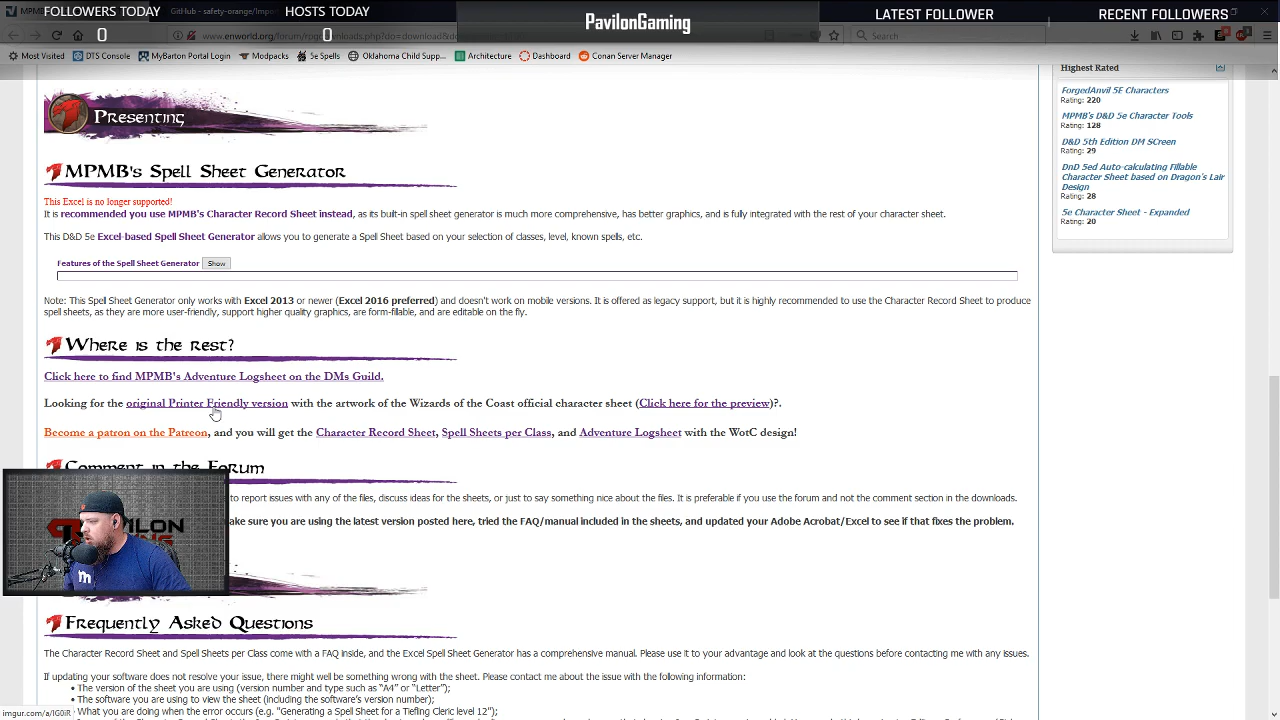 FOLLOWERS TODAY
HOSTS TODAY
PavilonGaming
LATEST FOLLOWER
RECENT FOLLOWERS
0
0
GitHub - safety-orange/Impor
www.enworld.org/forum/rpg
Search
Most Visited
DTS Console
MyBarton Portal Login
Modpacks
5e Spells
Oklahoma Child Supp...
Architecture
Dashboard
Conan Server Manager
Presenting
MPMB's Spell Sheet Generator
This Excel is no longer supported!
It is recommended you use MPMB's Character Record Sheet instead, as its built-in spell sheet generator is much more comprehensive, has better graphics, and is fully integrated with the rest of your character sheet.
This D&D 5e Excel-based Spell Sheet Generator allows you to generate a Spell Sheet based on your selection of classes, level, known spells, etc.
Features of the Spell Sheet Generator Show
Note: This Spell Sheet Generator only works with Excel 2013 or newer (Excel 2016 preferred) and doesn't work on mobile versions. It is offered as legacy support, but it is highly recommended to use the Character Record Sheet to produce
spell sheets, as they are more user-friendly, support higher quality graphics, are form-fillable, and are editable on the fly.
Where is the rest?
Click here to find MPMB's Adventure Logsheet on the DMs Guild.
Looking for the original Printer Friendly version with the artwork of the Wizards of the Coast official character sheet (Click here for the preview)?.
Become a patron on the Patreon, and you will get the Character Record Sheet, Spell Sheets per Class, and Adventure Logsheet with the WotC design!
Comment in the Forum
to report issues with any of the files, discuss ideas for the sheets, or just to say something nice about the files. It is preferable if you use the forum and not the comment section in the downloads.
ake sure you are using the latest version posted here, tried the FAQ/manual included in the sheets, and updated your Adobe Acrobat/Excel to see if that fixes the problem.
Frequently Asked Questions
The Character Record Sheet and Spell Sheets per Class come with a FAQ inside, and the Excel Spell Sheet Generator has a comprehensive manual. Please use it to your advantage and look at the questions before contacting me with any issues.
If updating your software does not resolve your issue, there might be something wrong with the sheet. Please contact me about the issue with the following information:
• The version of the sheet you are using (version number and type such as "A4" or "Letter");
• The software you are using to view the sheet (including the software's version number);
• What you are doing when the error occurs (e.g. "Generating a Spell Sheet for a Tiefling Cleric level 12");
imgur.com/a/IG0iR
Highest Rated
ForgedAnvil 5E Characters
Rating: 220
MPMB's D&D 5e Character Tools
Rating: 128
D&D 5th Edition DM SCreen
Rating: 29
DnD 5ed Auto-calculating Fillable
Character Sheet based on Dragon's Lair
Design
Rating: 28
5e Character Sheet - Expanded
Rating: 20